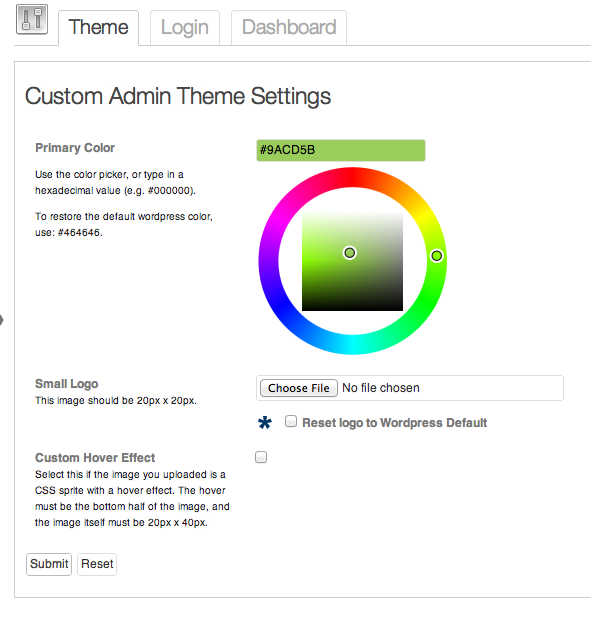 Theme Login Dashboard
Custom Admin Theme Settings
Primary Color
#9ACD5B
Use the color picker, or type in a
hexadecimal value (e.g. #000000).
To restore the default wordpress color,
use: #464646.
Small Logo
This image should be 20px x 20px.
Choose File No file chosen
* Reset logo to Wordpress Default
Custom Hover Effect
Select this if the image you uploaded is a
CSS sprite with a hover effect. The hover
must be the bottom half of the image, and
the image itself must be 20px x 40px.
Submit Reset